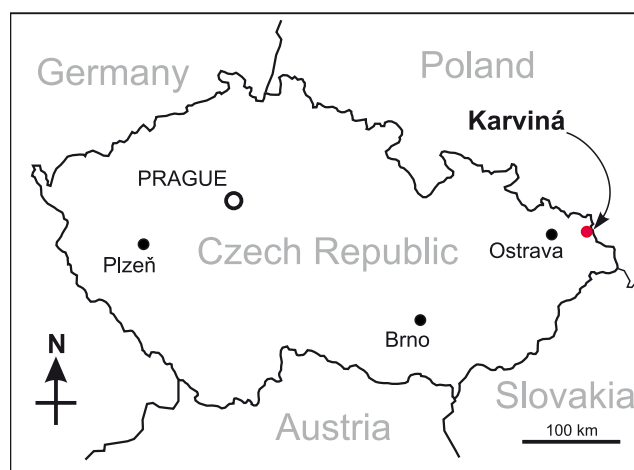 Germany
Poland
Karviná
PRAGUE
Ostrava
Czech Republic
Plzeň
Brno
N
Slovakia
Austria
100 km